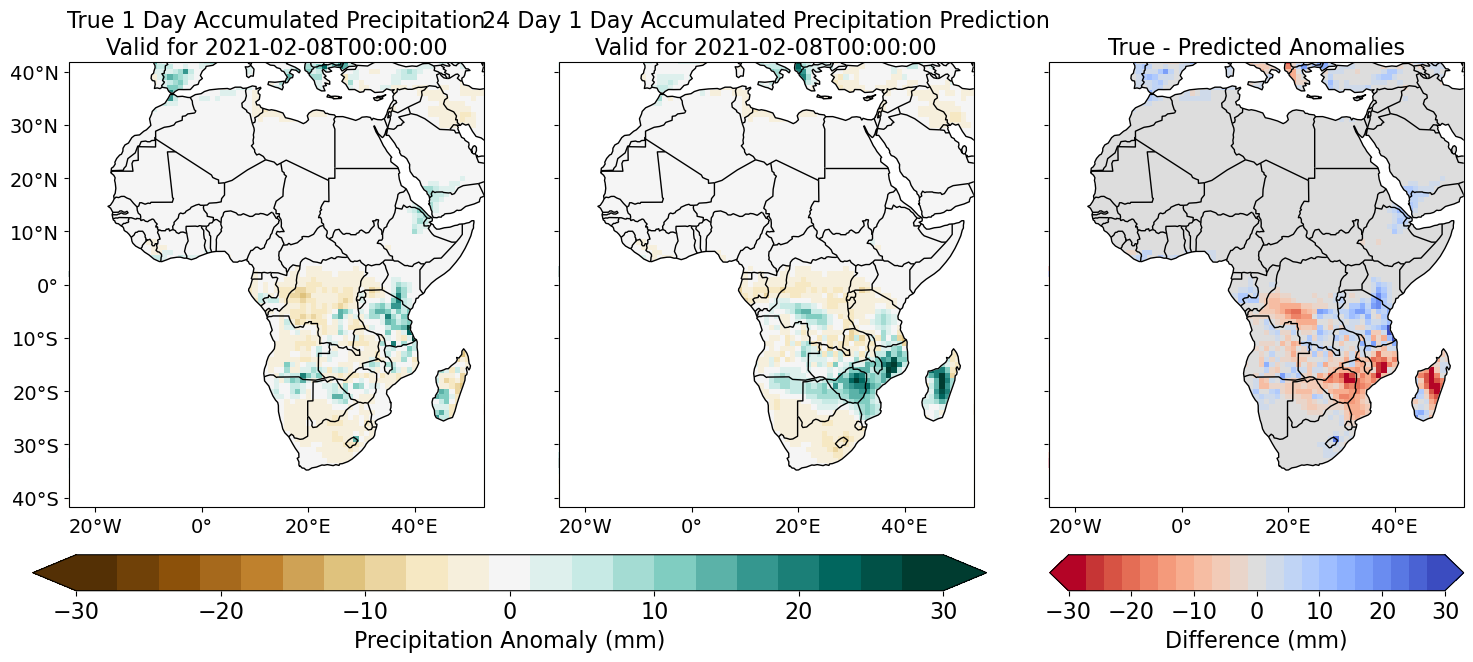 True 1 Day Accumulated Precipitation
Valid for 2021-02-08T00:00:00
24 Day 1 Day Accumulated Precipitation Prediction
Valid for 2021-02-08T00:00:00
True - Predicted Anomalies
40°N
30°N
20°N
10°N
0°
10°S
20°S
30°S
40°S
20°W 0° 20°E 40°E
20°W 0° 20°E 40°E
20°W 0° 20°E 40°E
−30 −20 −10 0 10 20 30
Precipitation Anomaly (mm)
−30 −20 −10 0 10 20 30
Difference (mm)